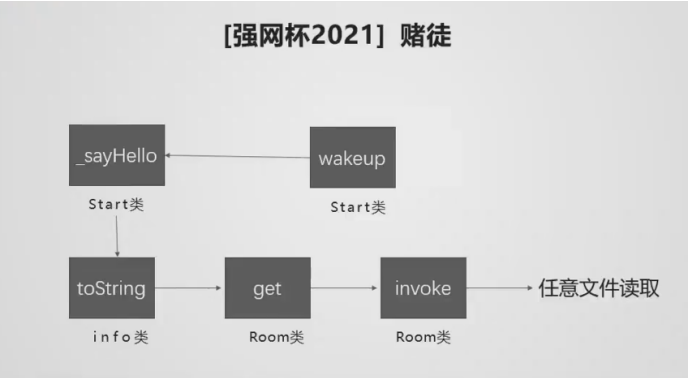 [强网杯2021] 赌徒
_sayHello
wakeup
Start类
Start类
toString
get
invoke
任意文件读取
info类
Room类
Room类